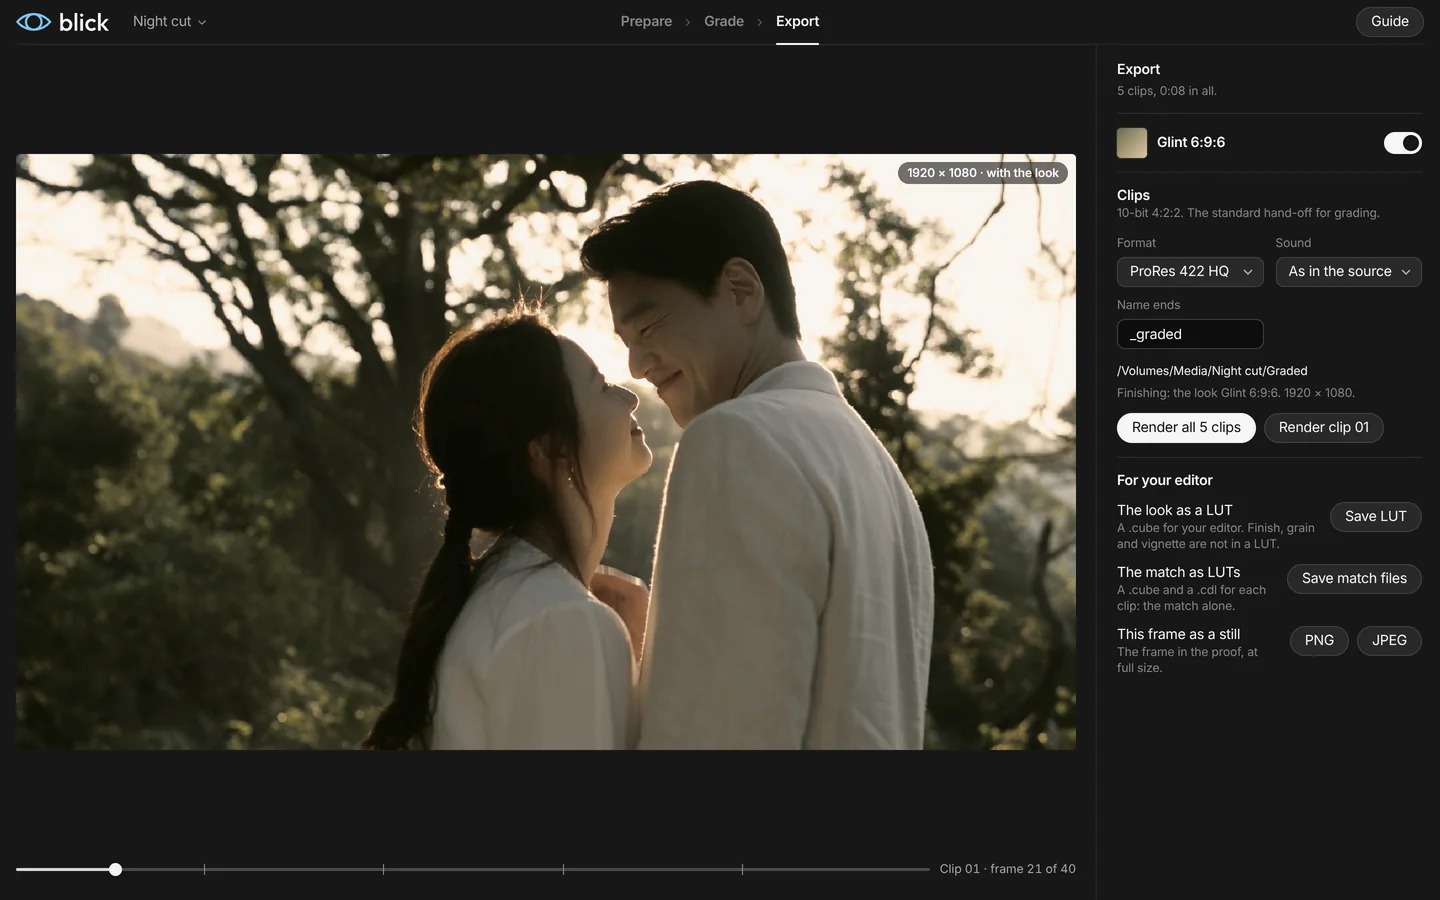 blick
Night cut
Prepare
Grade
Export
Guide
Export
5 clips, 0:08 in all.
Glint 6:9:6
1920 × 1080 · with the look
Clips
10-bit 4:2:2. The standard hand-off for grading.
Format
Sound
ProRes 422 HQ
As in the source
Name ends
_graded
/Volumes/Media/Night cut/Graded
Finishing: the look Glint 6:9:6. 1920 × 1080.
Render all 5 clips
Render clip 01
For your editor
The look as a LUT
A .cube for your editor. Finish, grain
and vignette are not in a LUT.
Save LUT
The match as LUTs
A .cube and a .cdl for each
clip: the match alone.
Save match files
This frame as a still
The frame in the proof, at
full size.
PNG
JPEG
Clip 01 · frame 21 of 40